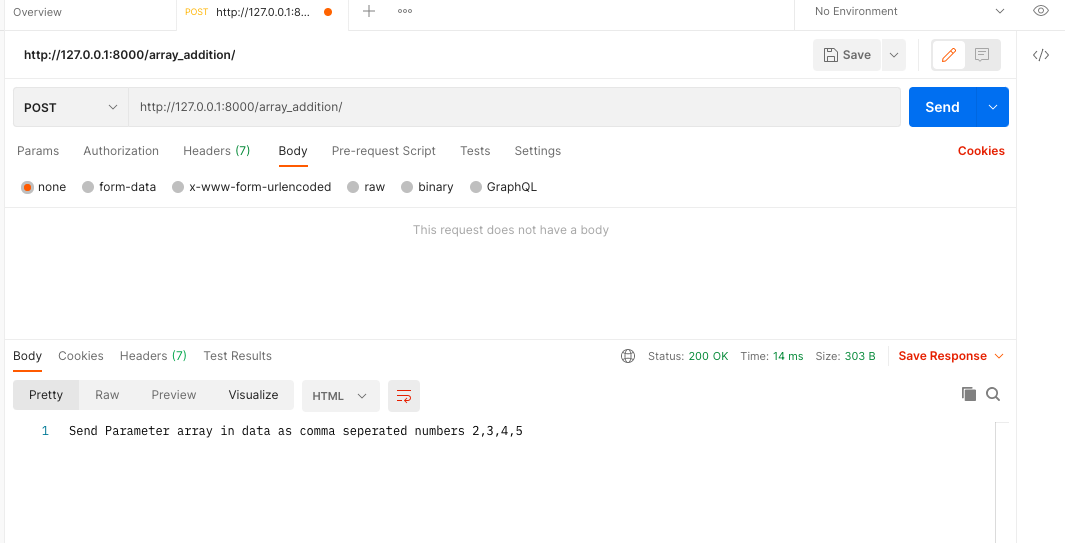 Overview
POST http://127.0.0.1:8...
No Environment
http://127.0.0.1:8000/array_addition/
Save
POST
http://127.0.0.1:8000/array_addition/
Send
Params Authorization Headers (7) Body Pre-request Script Tests Settings Cookies
none form-data x-www-form-urlencoded raw binary GraphQL
This request does not have a body
Body Cookies Headers (7) Test Results Status: 200 OK Time: 14 ms Size: 303 B Save Response
Pretty Raw Preview Visualize HTML
1 Send Parameter array in data as comma seperated numbers 2,3,4,5